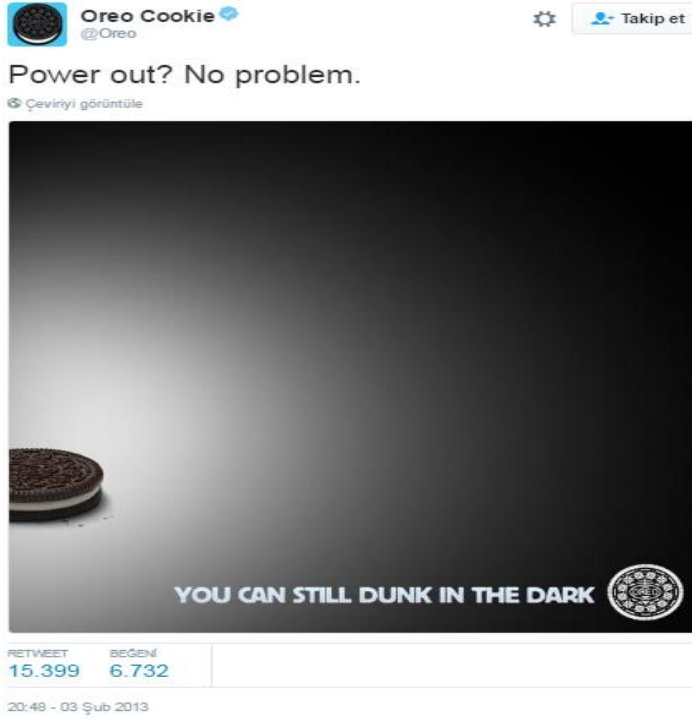 Oreo Cookie
@Oreo
Takip et
Power out? No problem.
Çeviriyi görüntüle
YOU CAN STILL DUNK IN THE DARK
OREO
RETWEET BEĞENİ
15.399 6.732
20:48 - 03 Şub 2013